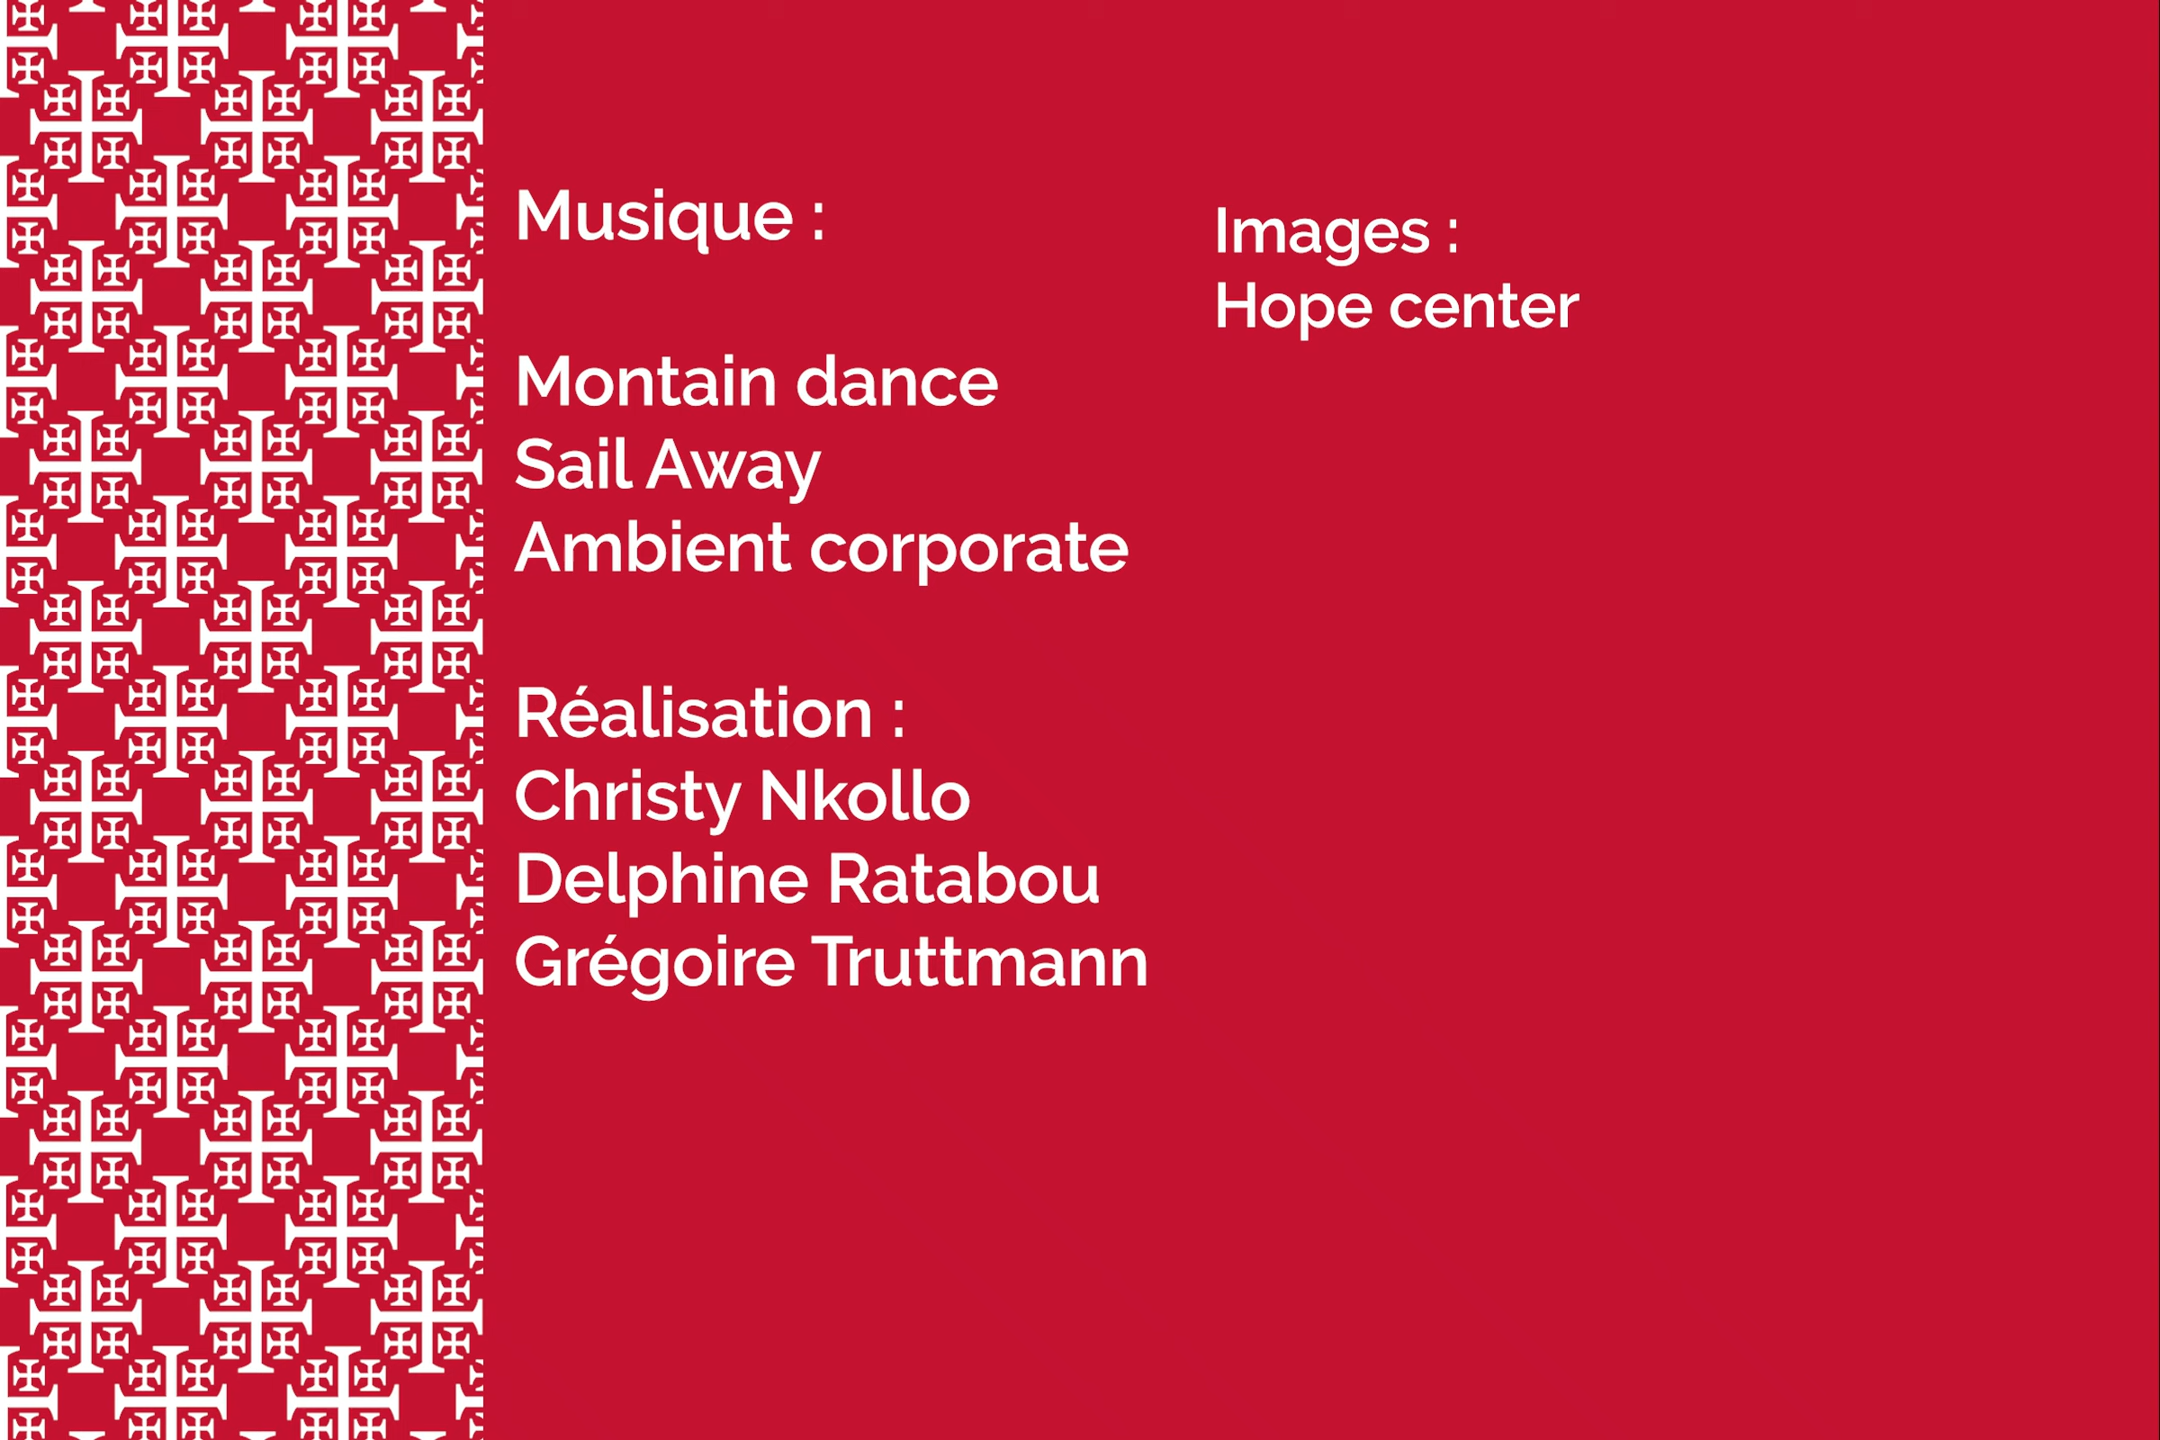 Musique :
Montain dance
Sail Away
Ambient corporate
Réalisation :
Christy Nkollo
Delphine Ratabou
Grégoire Truttmann
Images :
Hope center